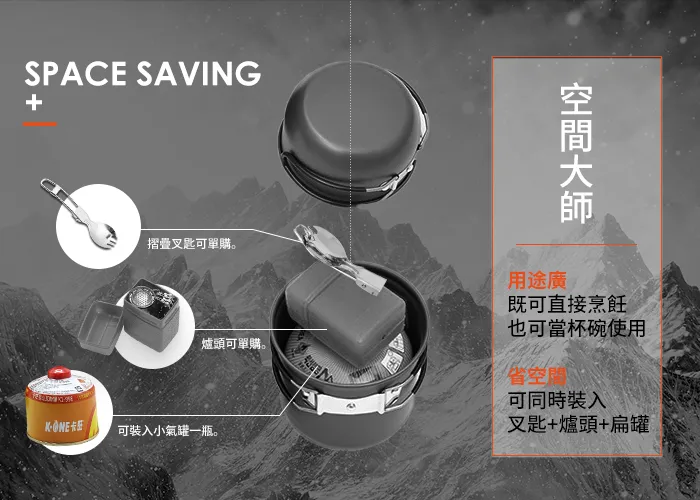 SPACE SAVING
+
空間大師
摺疊叉匙可單購。
爐頭可單購。
可裝入小氣罐一瓶。
K-ONE卡旺
用途廣
既可直接烹飪
也可當杯碗使用
省空間
可同時裝入
叉匙+爐頭+扁罐